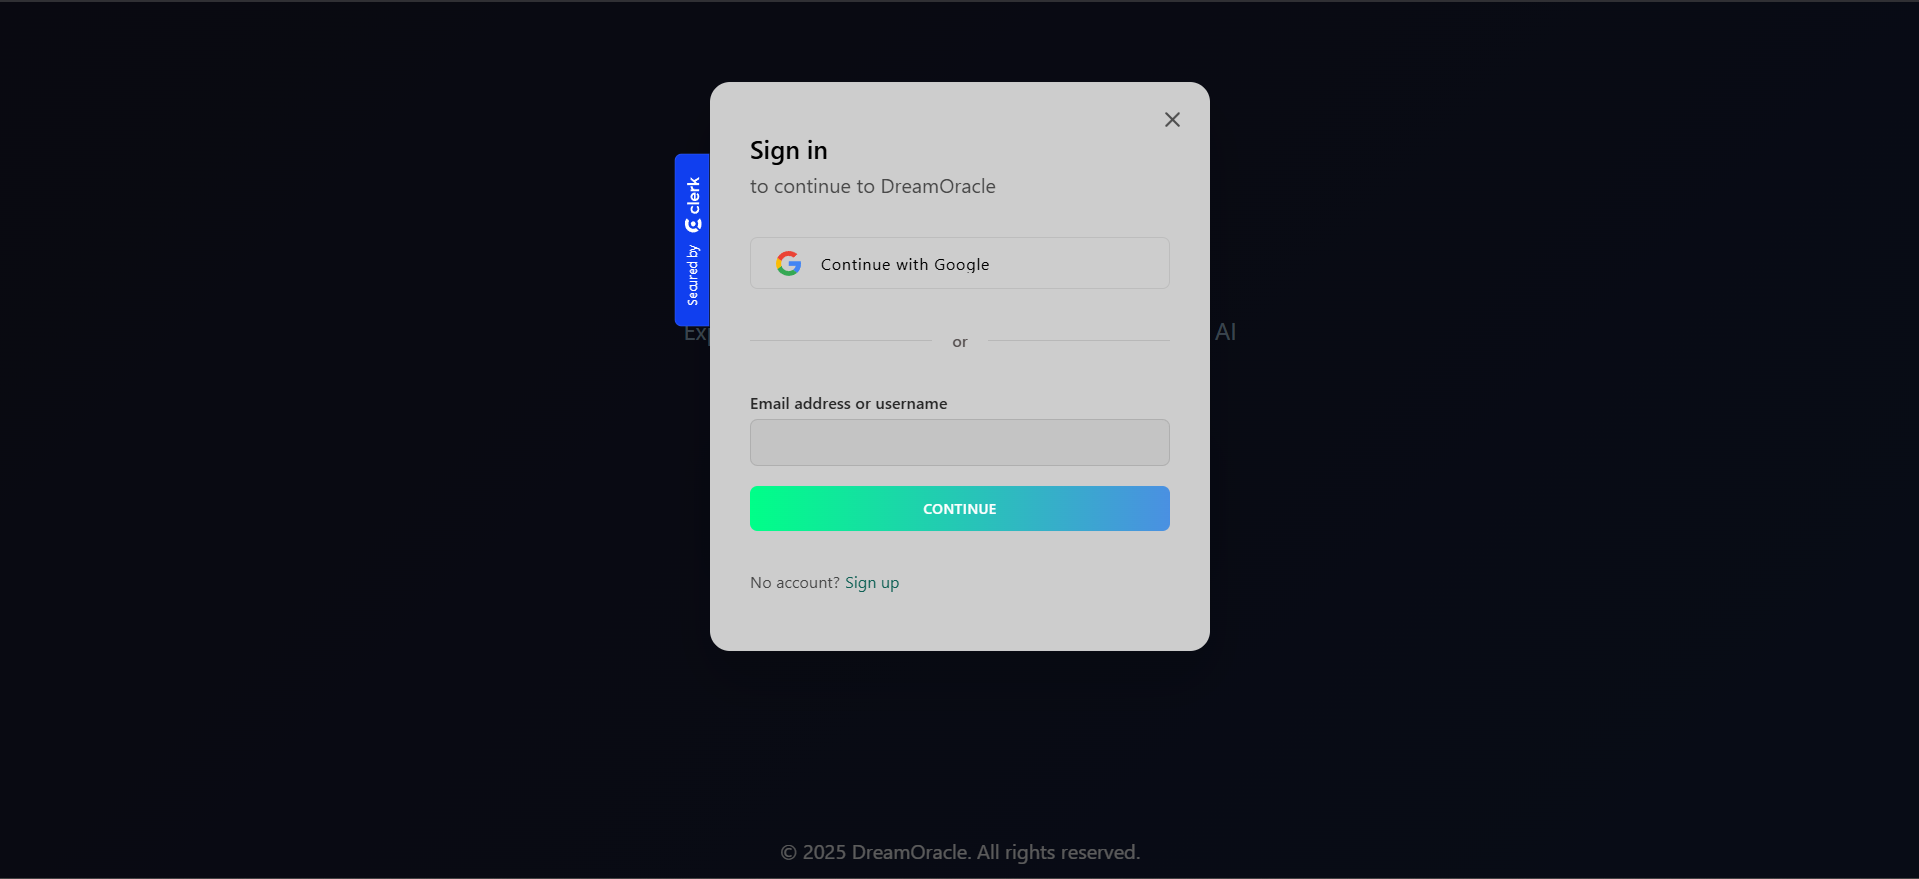 Sign in
to continue to DreamOracle
Secured by clerk
Continue with Google
or
AI
Email address or username
CONTINUE
No account? Sign up
© 2025 DreamOracle. All rights reserved.